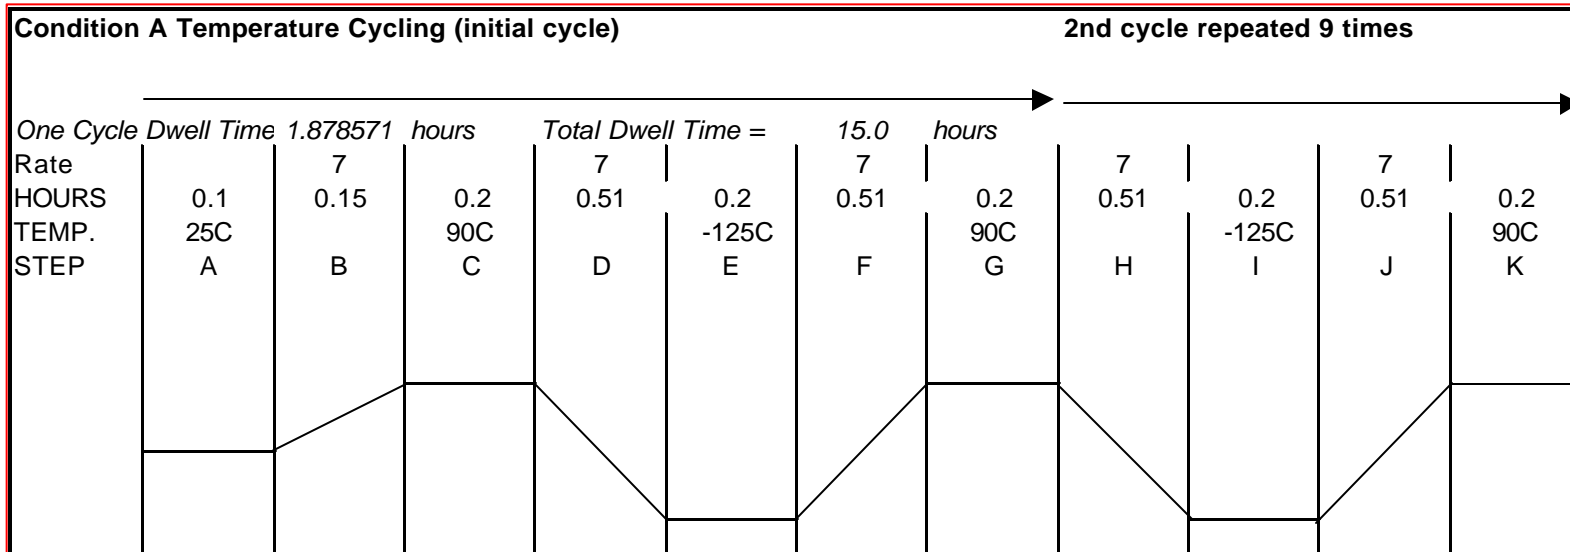 Condition A Temperature Cycling (initial cycle) 2nd cycle repeated 9 times
One Cycle Dwell Time 1.878571 hours Total Dwell Time = 15.0 hours
Rate 7 7 7 7 7
HOURS 0.1 0.15 0.2 0.51 0.2 0.51 0.2 0.51 0.2 0.51 0.2
TEMP. 25C 90C -125C 90C -125C 90C
STEP A B C D E F G H I J K